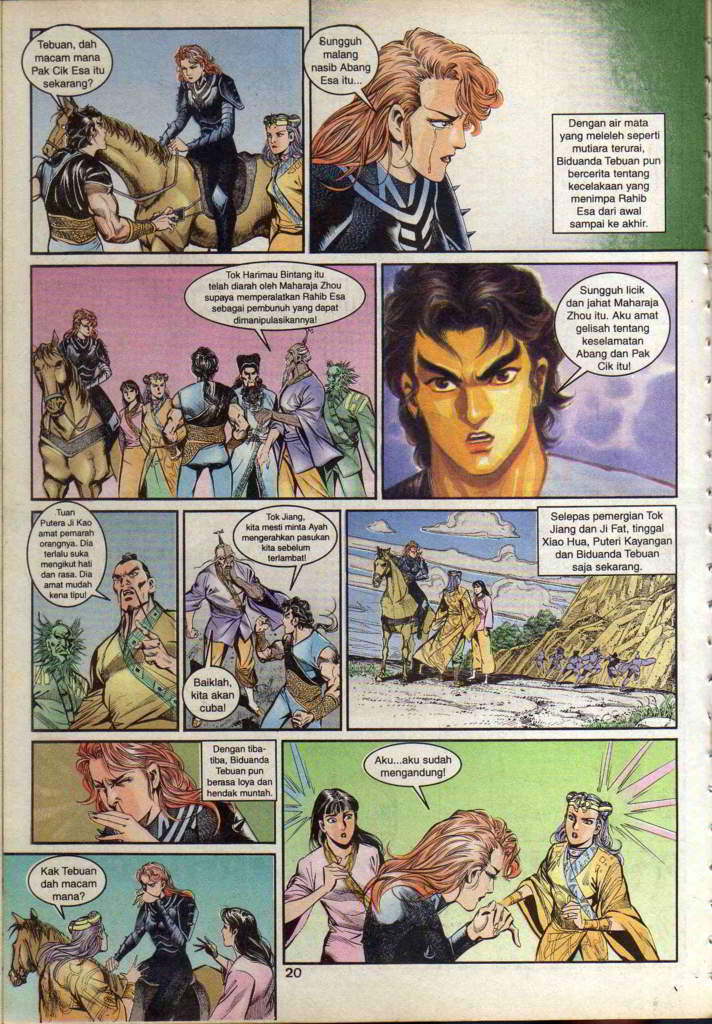 Tebuan, dah
macam mana
Pak Cik Esa itu
sekarang?
Sungguh
malang
nasib Abang
Esa itu...
Dengan air mata
yang meleleh seperti
mutiara terurai,
Biduanda Tebuan pun
bercerita tentang
kecelakaan yang
menimpa Rahib
Esa dari awal
sampai ke akhir.
Tok Harimau Bintang itu
telah diarah oleh Maharaja Zhou
supaya memperalatkan Rahib Esa
sebagai pembunuh yang dapat
dimanipulasikannya!
Sungguh licik
dan jahat Maharaja
Zhou itu. Aku amat
gelisah tentang
keselamatan
Abang dan Pak
Cik itu!
Tuan
Putera Ji Kao
amat pemarah
orangnya. Dia
terlalu suka
mengikut hati
dan rasa. Dia
amat mudah
kena tipu!
Tok Jiang,
kita mesti minta Ayah
mengerahkan pasukan
kita sebelum
terlambat!
Baiklah,
kita akan
cuba!
Selepas pemergian Tok
Jiang dan Ji Fat, tinggal
Xiao Hua, Puteri Kayangan
dan Biduanda Tebuan
saja sekarang.
Dengan tiba-
tiba, Biduanda
Tebuan pun
berasa loya dan
hendak muntah.
Kak Tebuan
dah macam
mana?
Aku...aku sudah
mengandung!
20